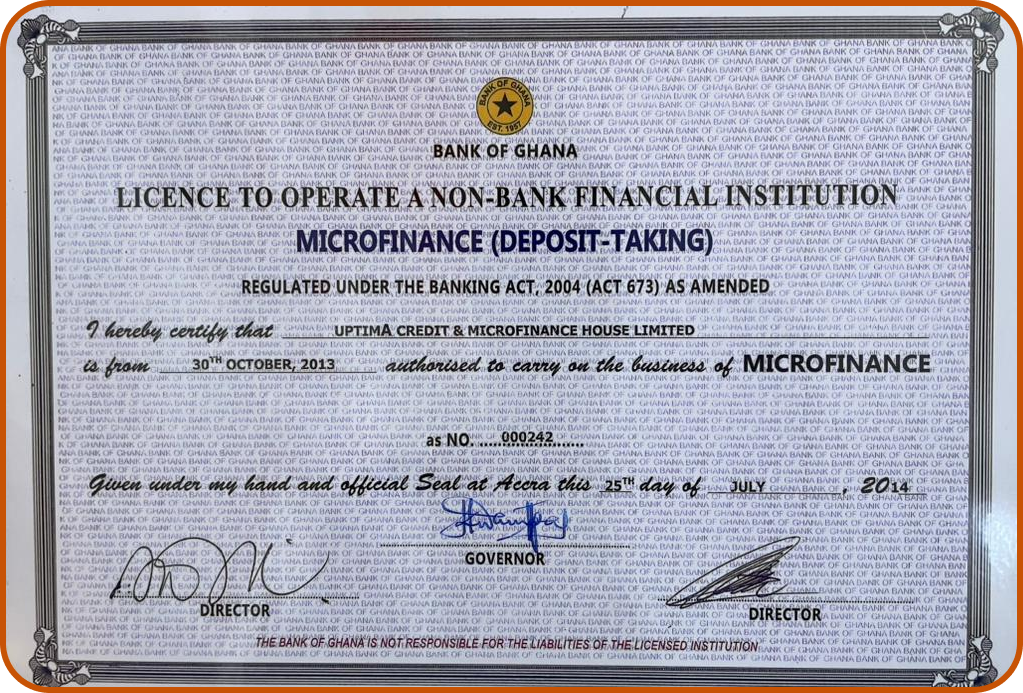 BANK OF GHANA
EST. 1957
BANK OF GHANA
LICENCE TO OPERATE A NON-BANK FINANCIAL INSTITUTION
MICROFINANCE (DEPOSIT-TAKING)
REGULATED UNDER THE BANKING ACT, 2004 (ACT 673) AS AMENDED
I hereby certify that UPTIMA CREDIT & MICROFINANCE HOUSE LIMITED
is from 30TH OCTOBER, 2013 authorised to carry on the business of MICROFINANCE
as NO. 000242
Given under my hand and official Seal at Accra this 25TH day of JULY, 2014
GOVERNOR
DIRECTOR
DIRECTOR
THE BANK OF GHANA IS NOT RESPONSIBLE FOR THE LIABILITIES OF THE LICENSED INSTITUTION